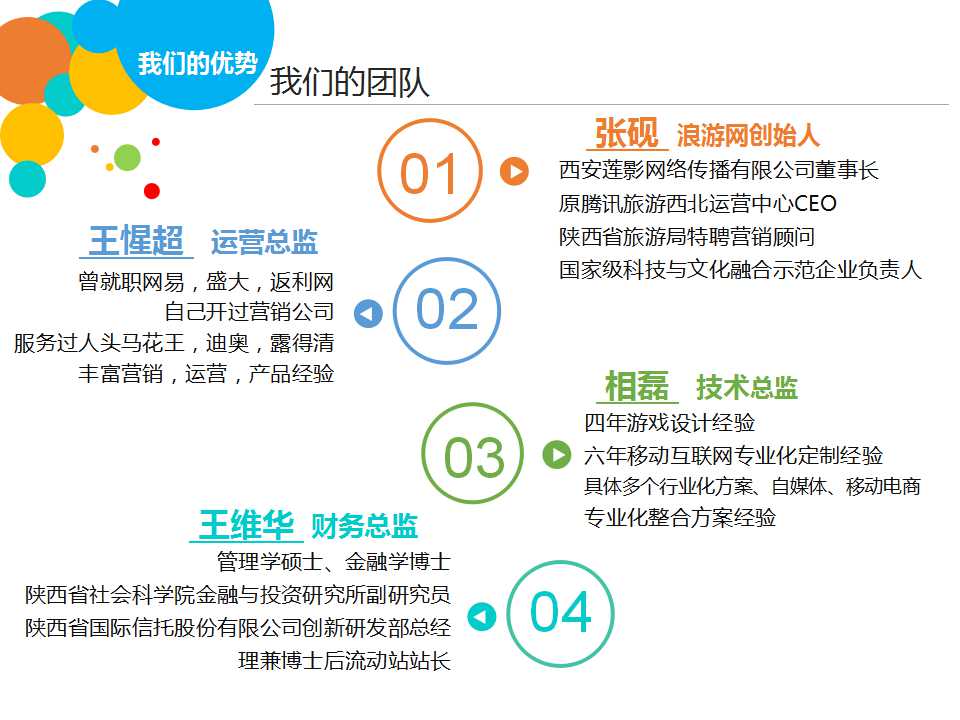 我们的优势
我们的团队
01
张砚 浪游网创始人
西安莲影网络传播有限公司董事长
原腾讯旅游西北运营中心CEO
陕西省旅游局特聘营销顾问
国家级科技与文化融合示范企业负责人
王惺超 运营总监
曾就职网易，盛大，返利网
自己开过营销公司
服务过人头马花王，迪奥，露得清
丰富营销，运营，产品经验
02
03
相磊 技术总监
四年游戏设计经验
六年移动互联网专业化定制经验
具体多个行业化方案、自媒体、移动电商
专业化整合方案经验
王维华 财务总监
管理学硕士、金融学博士
陕西省社会科学院金融与投资研究所副研究员
陕西省国际信托股份有限公司创新研发部总经
理兼博士后流动站站长
04